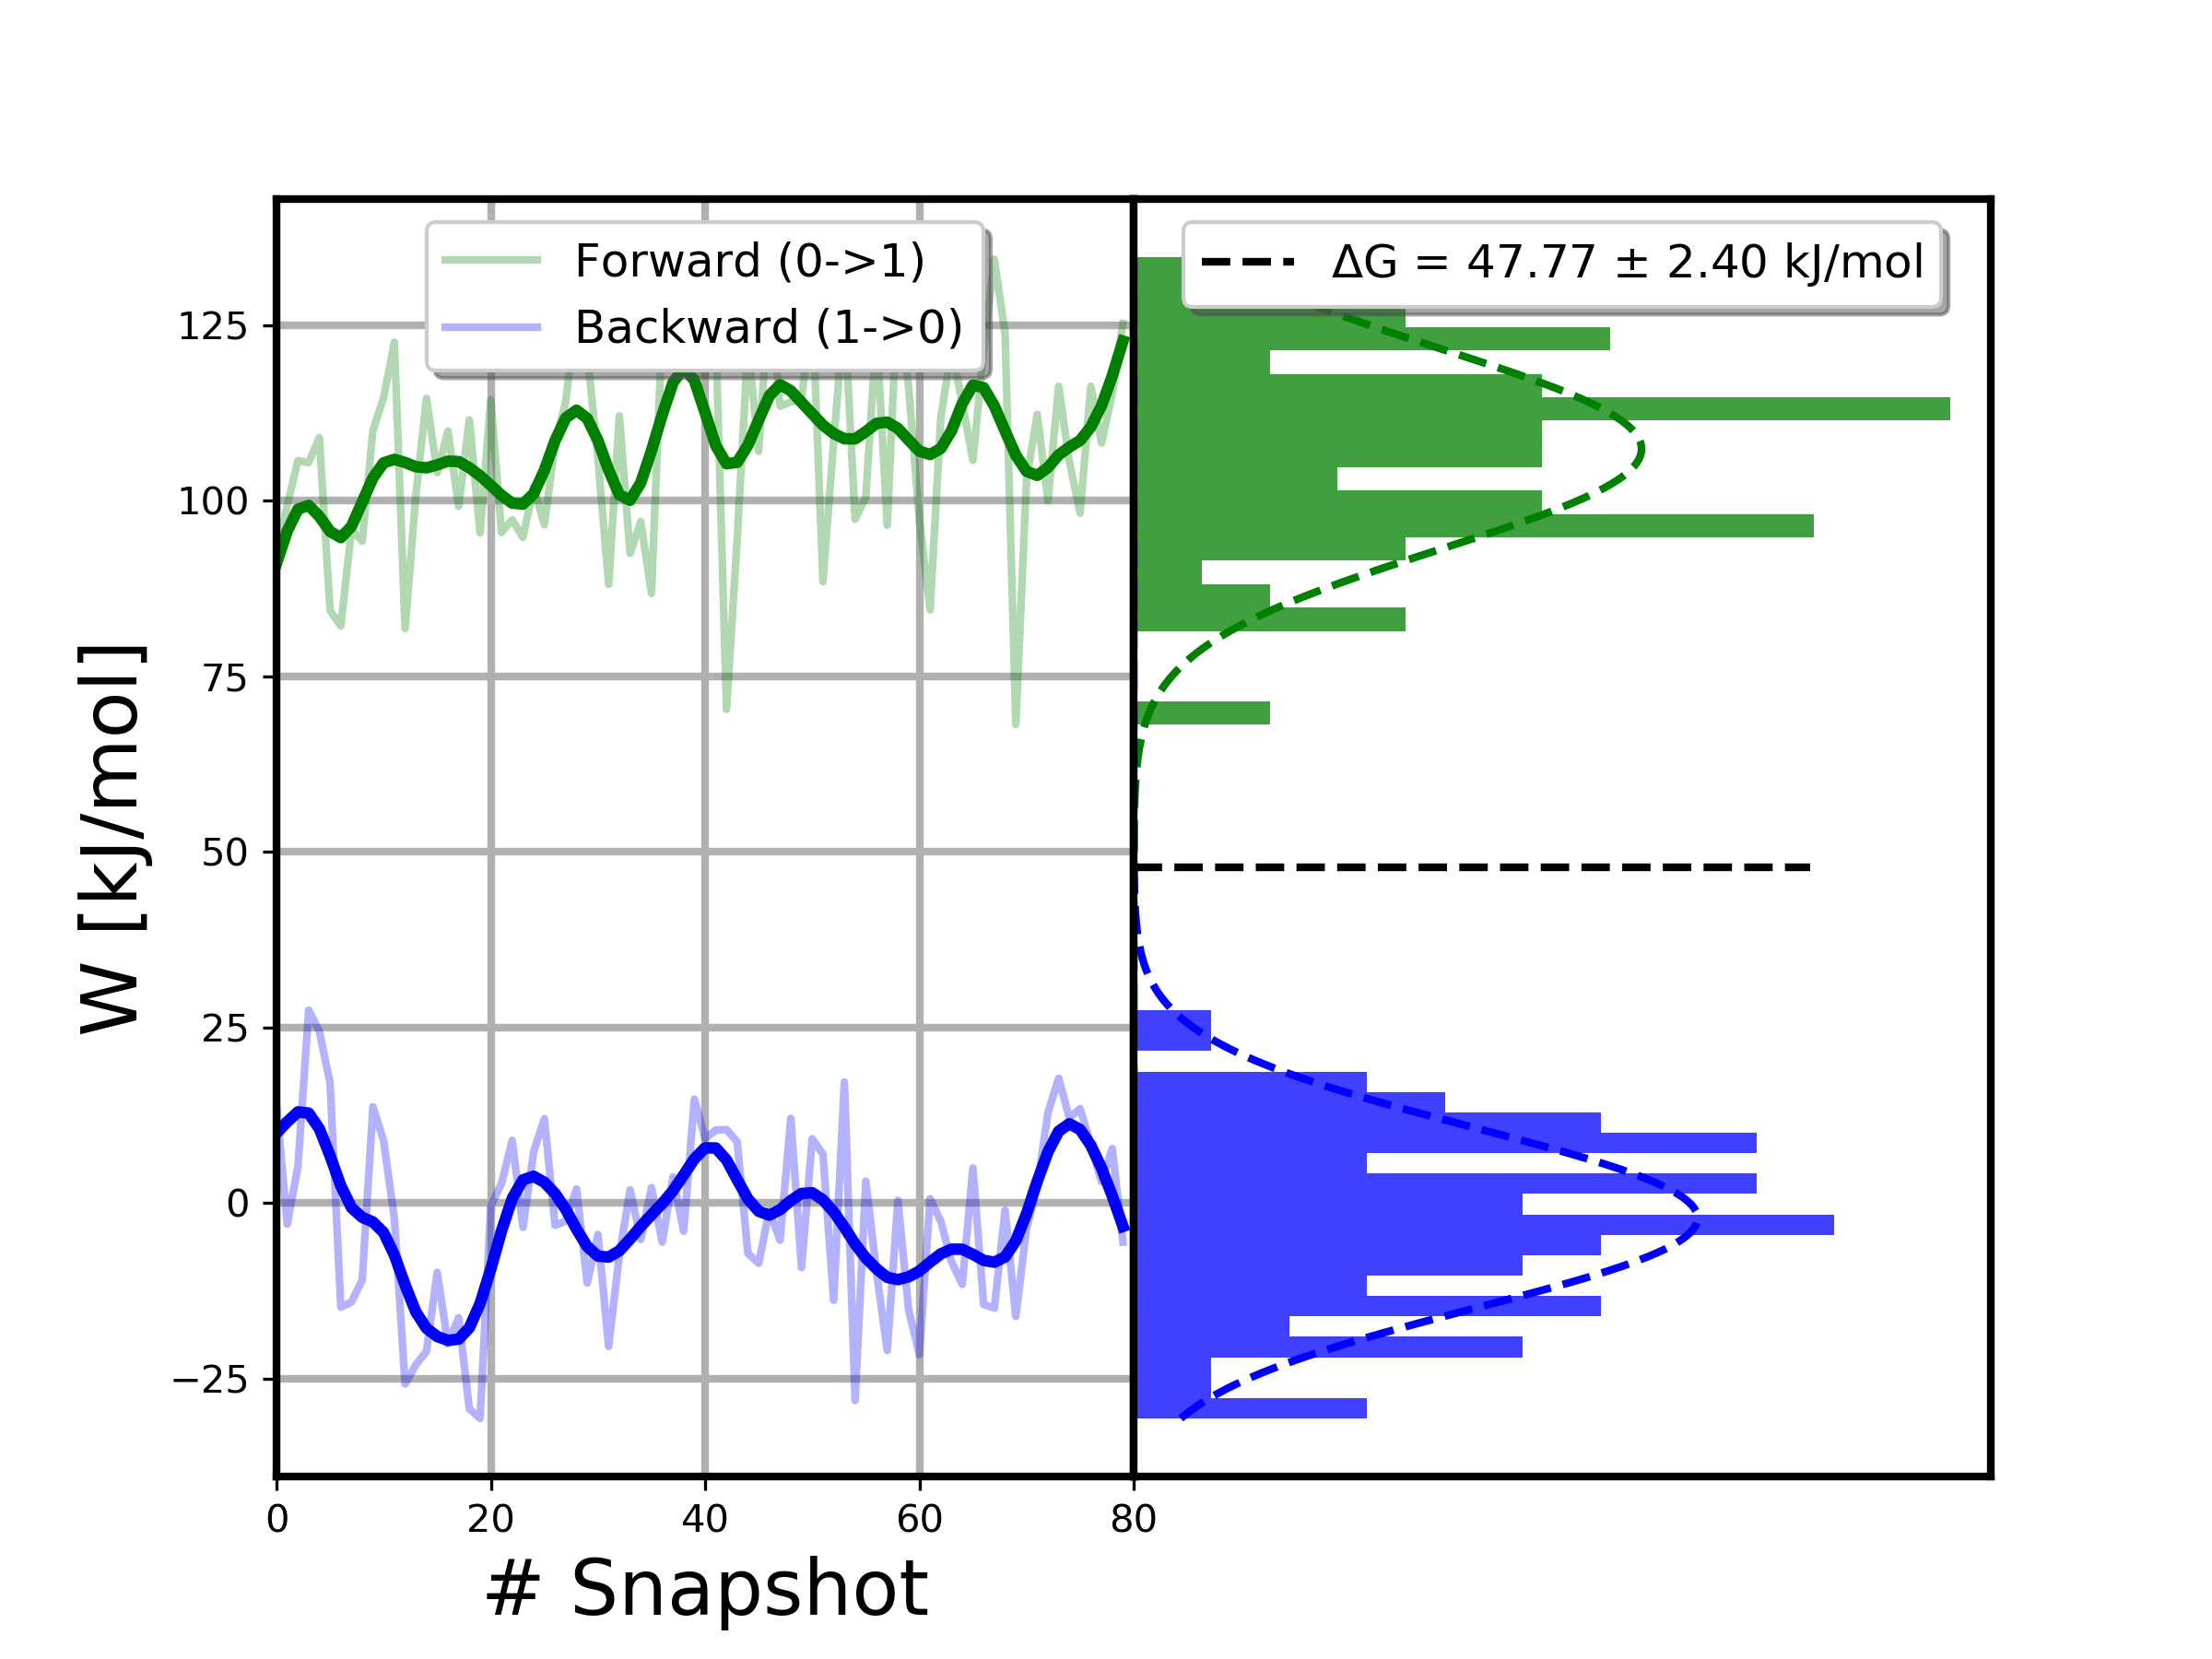 Forward (0->1)
Backward (1->0)
ΔG = 47.77 ± 2.40 kJ/mol
W [kJ/mol]
125
100
75
50
25
0
−25
0 20 40 60 80
# Snapshot